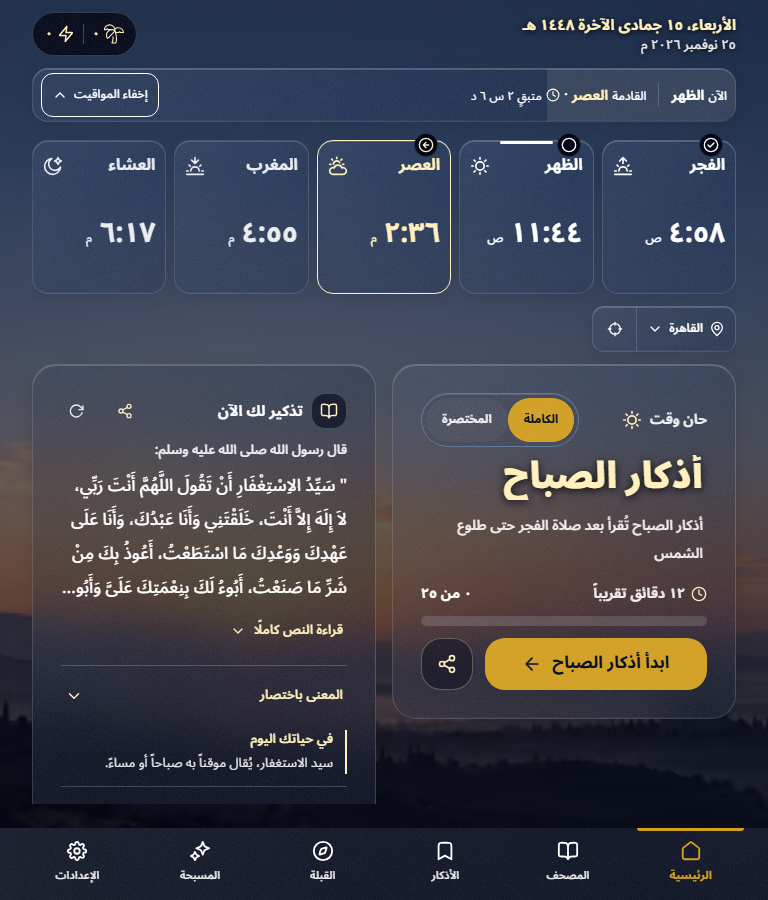 الأربعاء، ١٥ جمادى الآخرة ١٤٤٨ هـ
٢٥ نوفمبر ٢٠٢٦ م
٠
٠
الآن الظهر
القادمة العصر · متبقٍ ٢ س ٦ د
إخفاء المواقيت
الفجر
٤:٥٨ ص
الظهر
١١:٤٤ ص
العصر
٢:٣٦ م
المغرب
٤:٥٥ م
العشاء
٦:١٧ م
القاهرة
حان وقت
الكاملة
المختصرة
أذكار الصباح
أذكار الصباح تُقرأ بعد صلاة الفجر حتى طلوع
الشمس
١٢ دقائق تقريباً
٠ من ٢٥
ابدأ أذكار الصباح
تذكير لك الآن
قال رسول الله صلى الله عليه وسلم:
" سَيِّدُ الاِسْتِغْفَارِ أَنْ تَقُولَ اللَّهُمَّ أَنْتَ رَبِّي،
لاَ إِلَهَ إِلاَّ أَنْتَ، خَلَقْتَنِي وَأَنَا عَبْدُكَ، وَأَنَا عَلَى
عَهْدِكَ وَوَعْدِكَ مَا اسْتَطَعْتُ، أَعُوذُ بِكَ مِنْ
شَرِّ مَا صَنَعْتُ، أَبُوءُ لَكَ بِنِعْمَتِكَ عَلَىَّ وَأَبُو...
قراءة النص كاملًا
المعنى باختصار
في حياتك اليوم
سيد الاستغفار، يُقال موقناً به صباحاً أو مساءً.
الرئيسية
المصحف
الأذكار
القبلة
المسبحة
الإعدادات